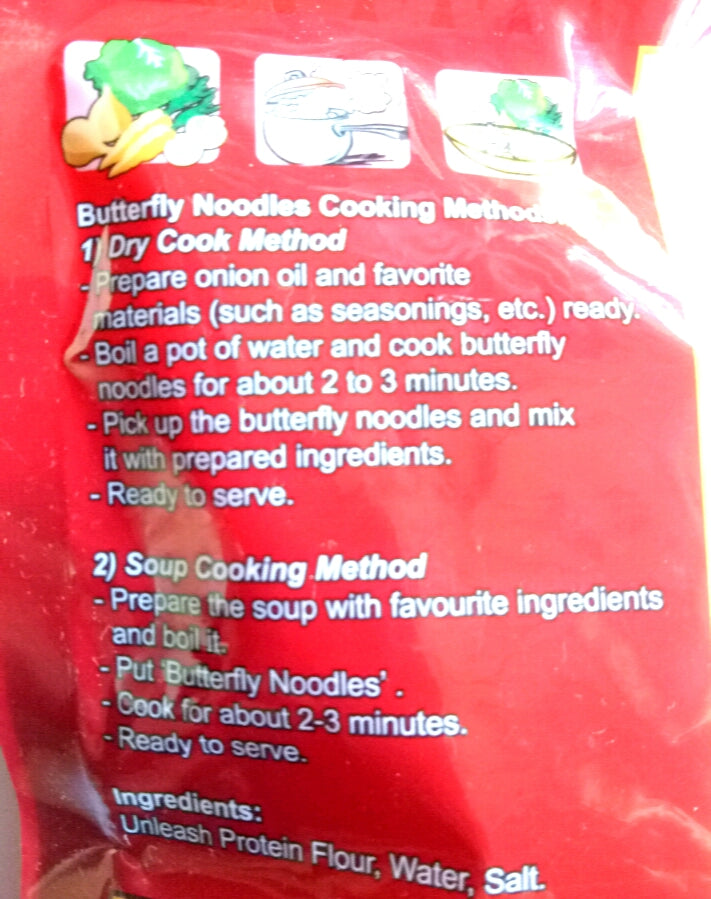 Butterfly Noodles Cooking Methods
1) Dry Cook Method
- Prepare onion oil and favorite
materials (such as seasonings, etc.) ready.
- Boil a pot of water and cook butterfly
noodles for about 2 to 3 minutes.
- Pick up the butterfly noodles and mix
it with prepared ingredients.
- Ready to serve.
2) Soup Cooking Method
- Prepare the soup with favourite ingredients
and boil it.
- Put 'Butterfly Noodles' .
- Cook for about 2-3 minutes.
- Ready to serve.
Ingredients:
Unleash Protein Flour, Water, Salt.